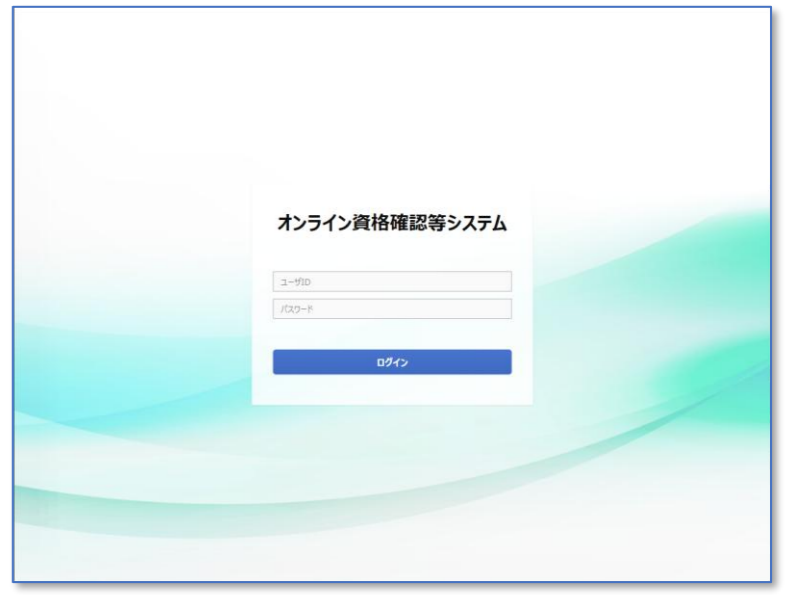 オンライン資格確認等システム
ユーザID
パスワード
ログイン